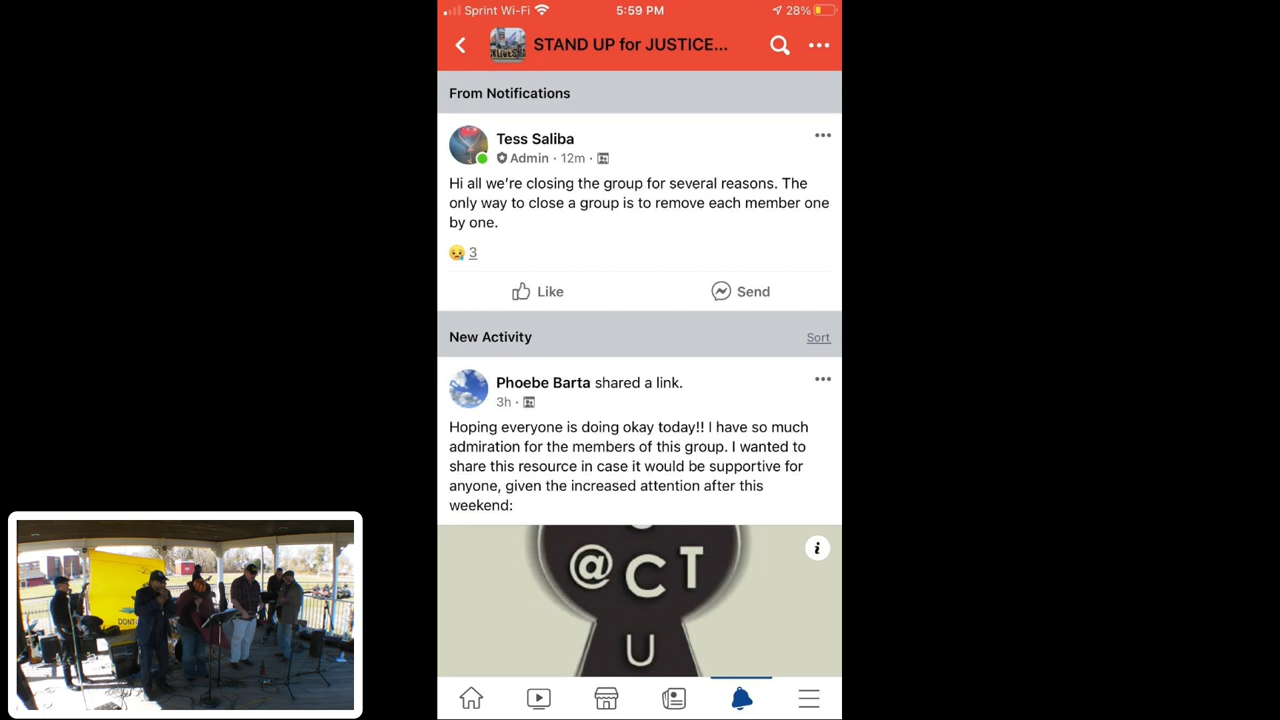 Sprint Wi-Fi 5:59 PM 28%
STAND UP for JUSTICE...
From Notifications
Tess Saliba
Admin · 12m ·
Hi all we're closing the group for several reasons. The
only way to close a group is to remove each member one
by one.
3
Like Send
New Activity Sort
Phoebe Barta shared a link.
3h ·
Hoping everyone is doing okay today!! I have so much
admiration for the members of this group. I wanted to
share this resource in case it would be supportive for
anyone, given the increased attention after this
weekend:
@CT
U
DONT